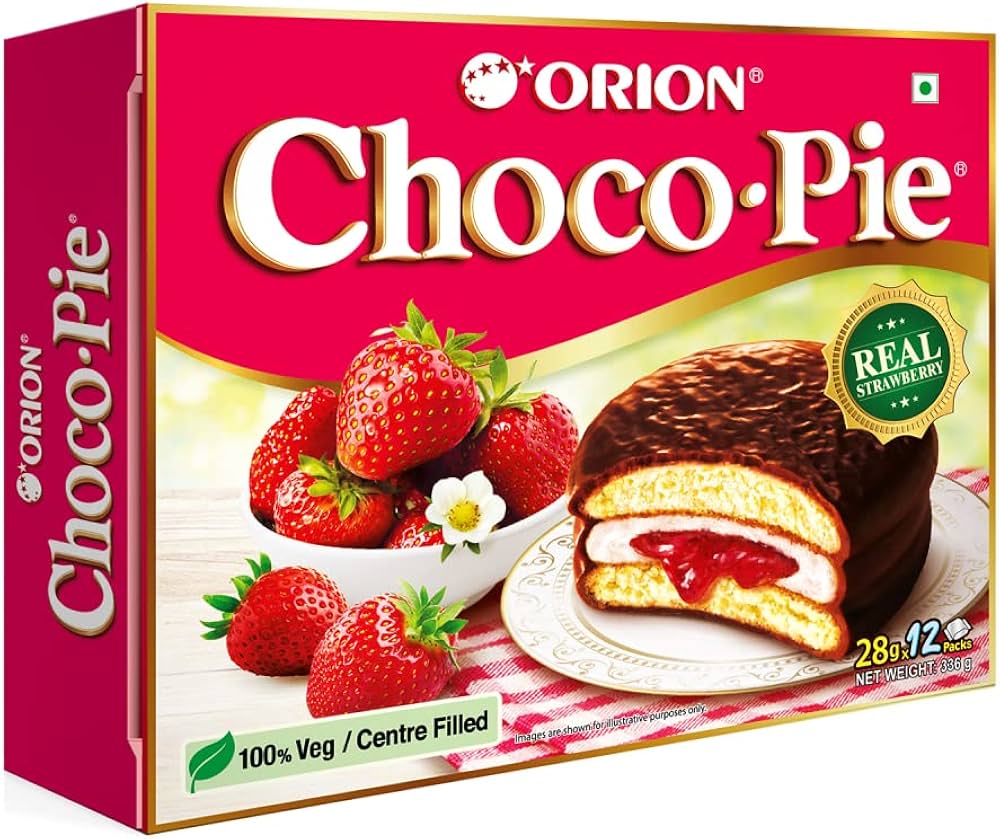 ORION®
Choco•Pie®
REAL
STRAWBERRY
28g x 12 Packs
NET WEIGHT: 336 g
Images are shown for illustrative purposes only.
100% Veg / Centre Filled
ORION®
Choco•Pie®